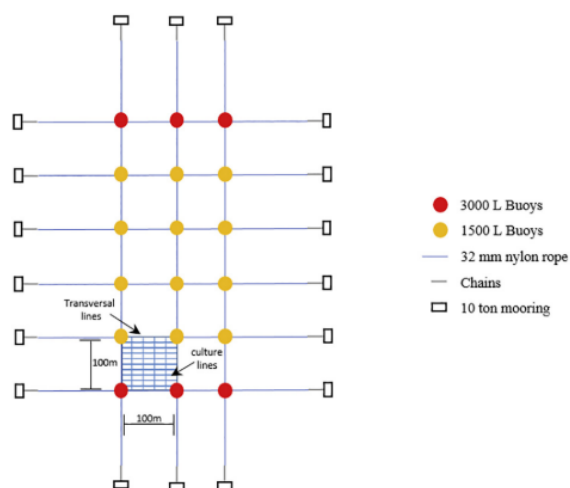 3000 L Buoys
1500 L Buoys
32 mm nylon rope
Chains
10 ton mooring
Transversal
lines
culture
lines
100m
100m